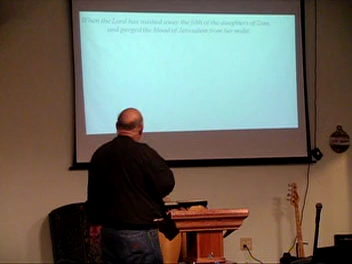 When the Lord has washed away the filth of the daughters of Zion
and purged the blood of Jerusalem from her midst